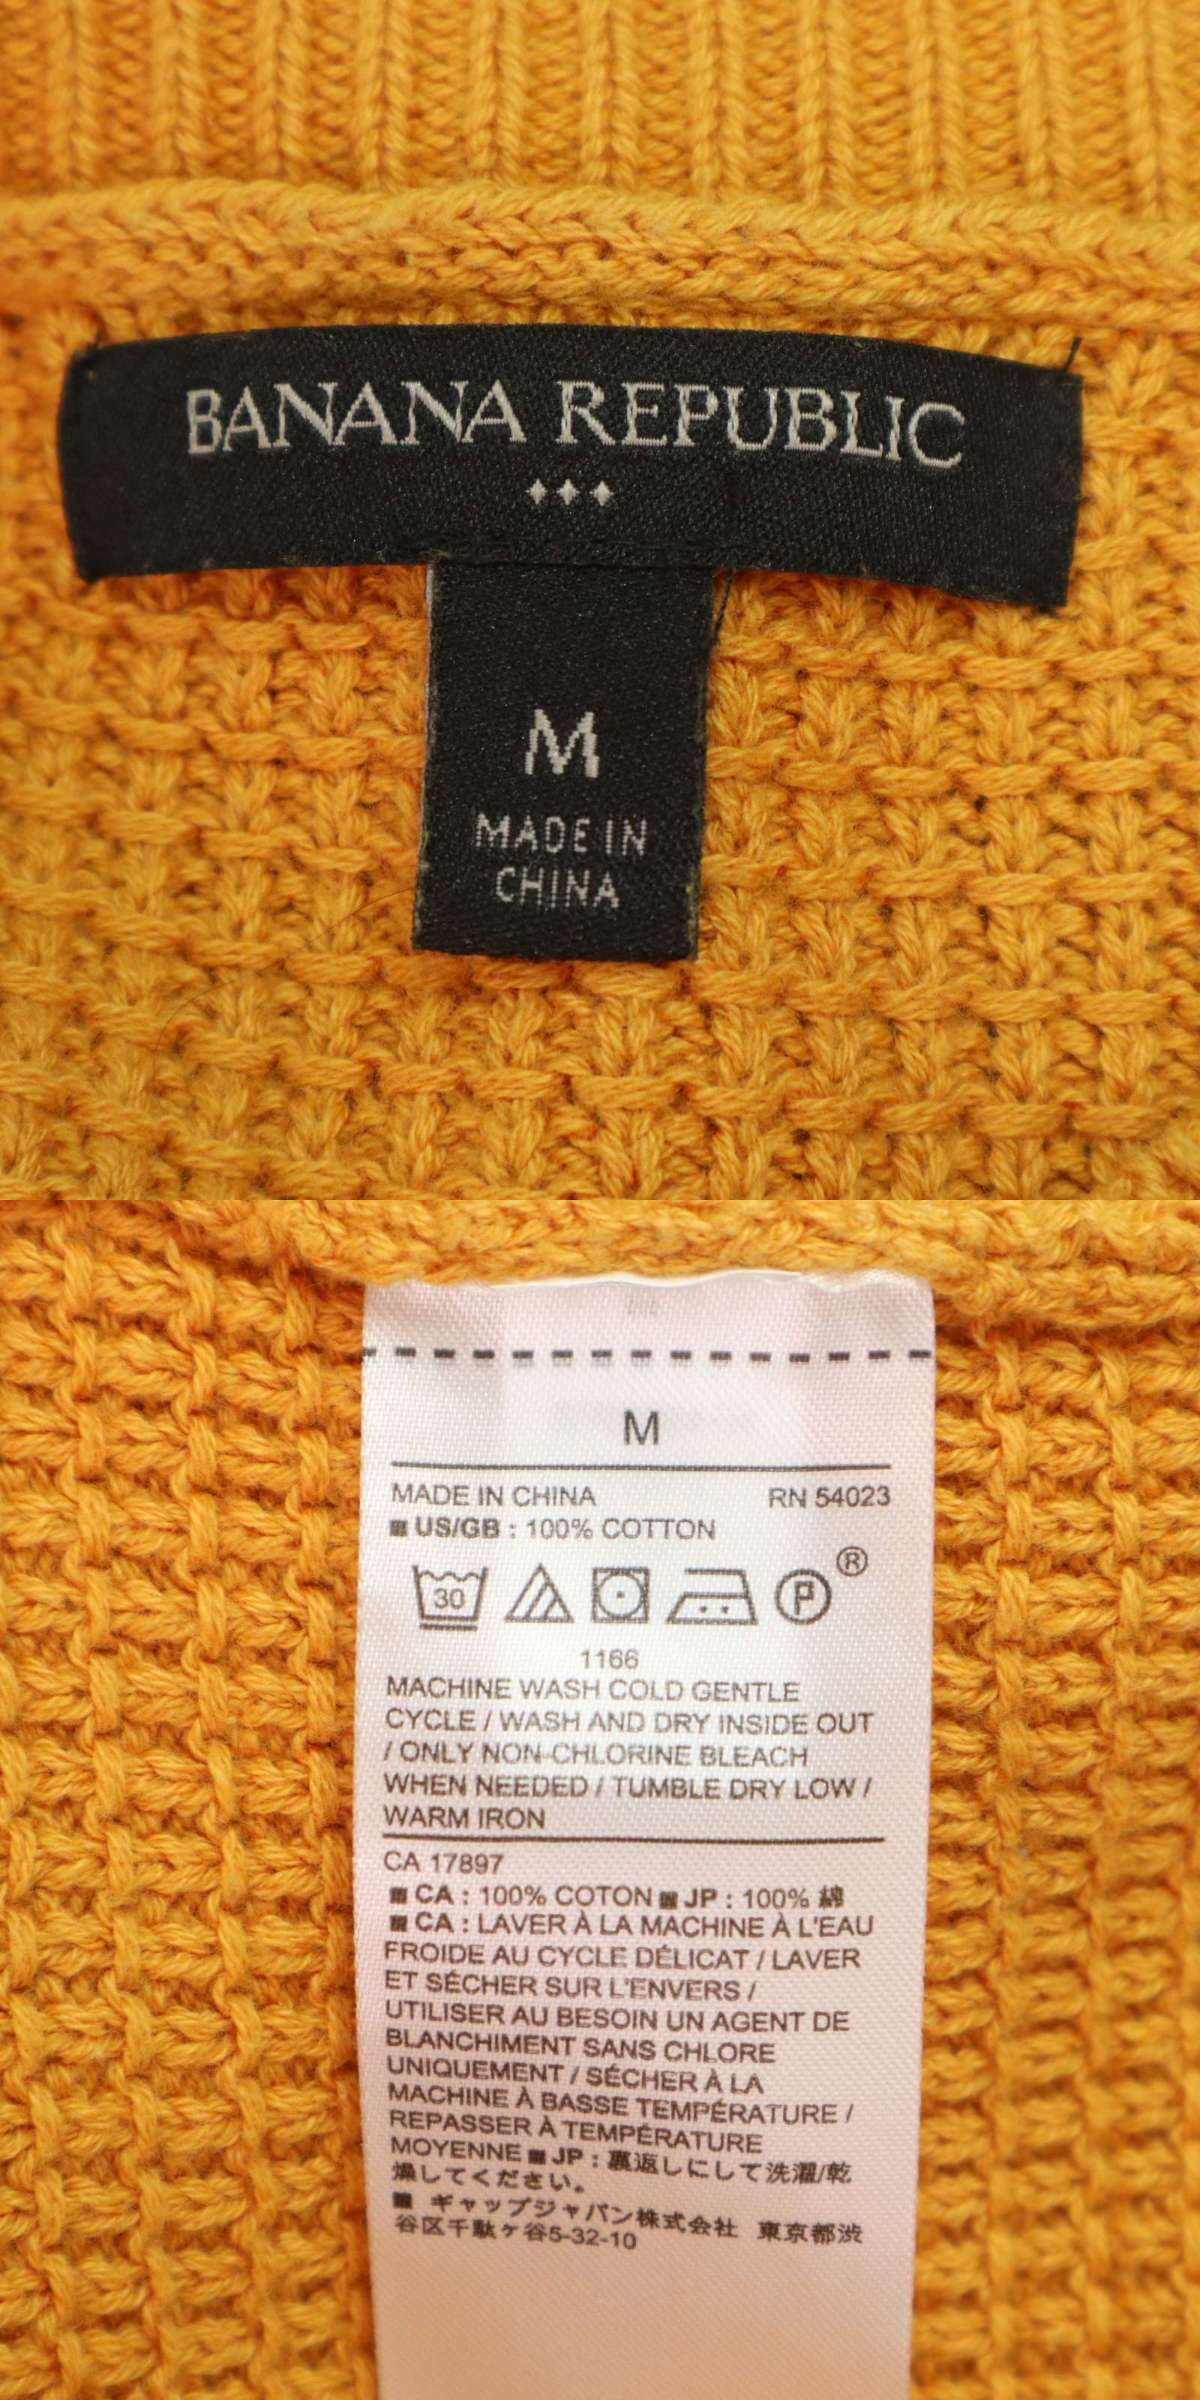 BANANA REPUBLIC
M
MADE IN
CHINA
M
MADE IN CHINA RN 54023
■ US/GB : 100% COTTON
30 P ®
1166
MACHINE WASH COLD GENTLE
CYCLE / WASH AND DRY INSIDE OUT
/ ONLY NON-CHLORINE BLEACH
WHEN NEEDED / TUMBLE DRY LOW /
WARM IRON
CA 17897
■ CA : 100% COTON ■ JP : 100% 綿
■ CA : LAVER À LA MACHINE À L'EAU
FROIDE AU CYCLE DÉLICAT / LAVER
ET SÉCHER SUR L'ENVERS /
UTILISER AU BESOIN UN AGENT DE
BLANCHIMENT SANS CHLORE
UNIQUEMENT / SÉCHER À LA
MACHINE À BASSE TEMPÉRATURE /
REPASSER À TEMPÉRATURE
MOYENNE ■ JP : 裏返しにして洗濯/乾
燥してください。
■ ギャップジャパン株式会社 東京都渋
谷区千駄ヶ谷5-32-10